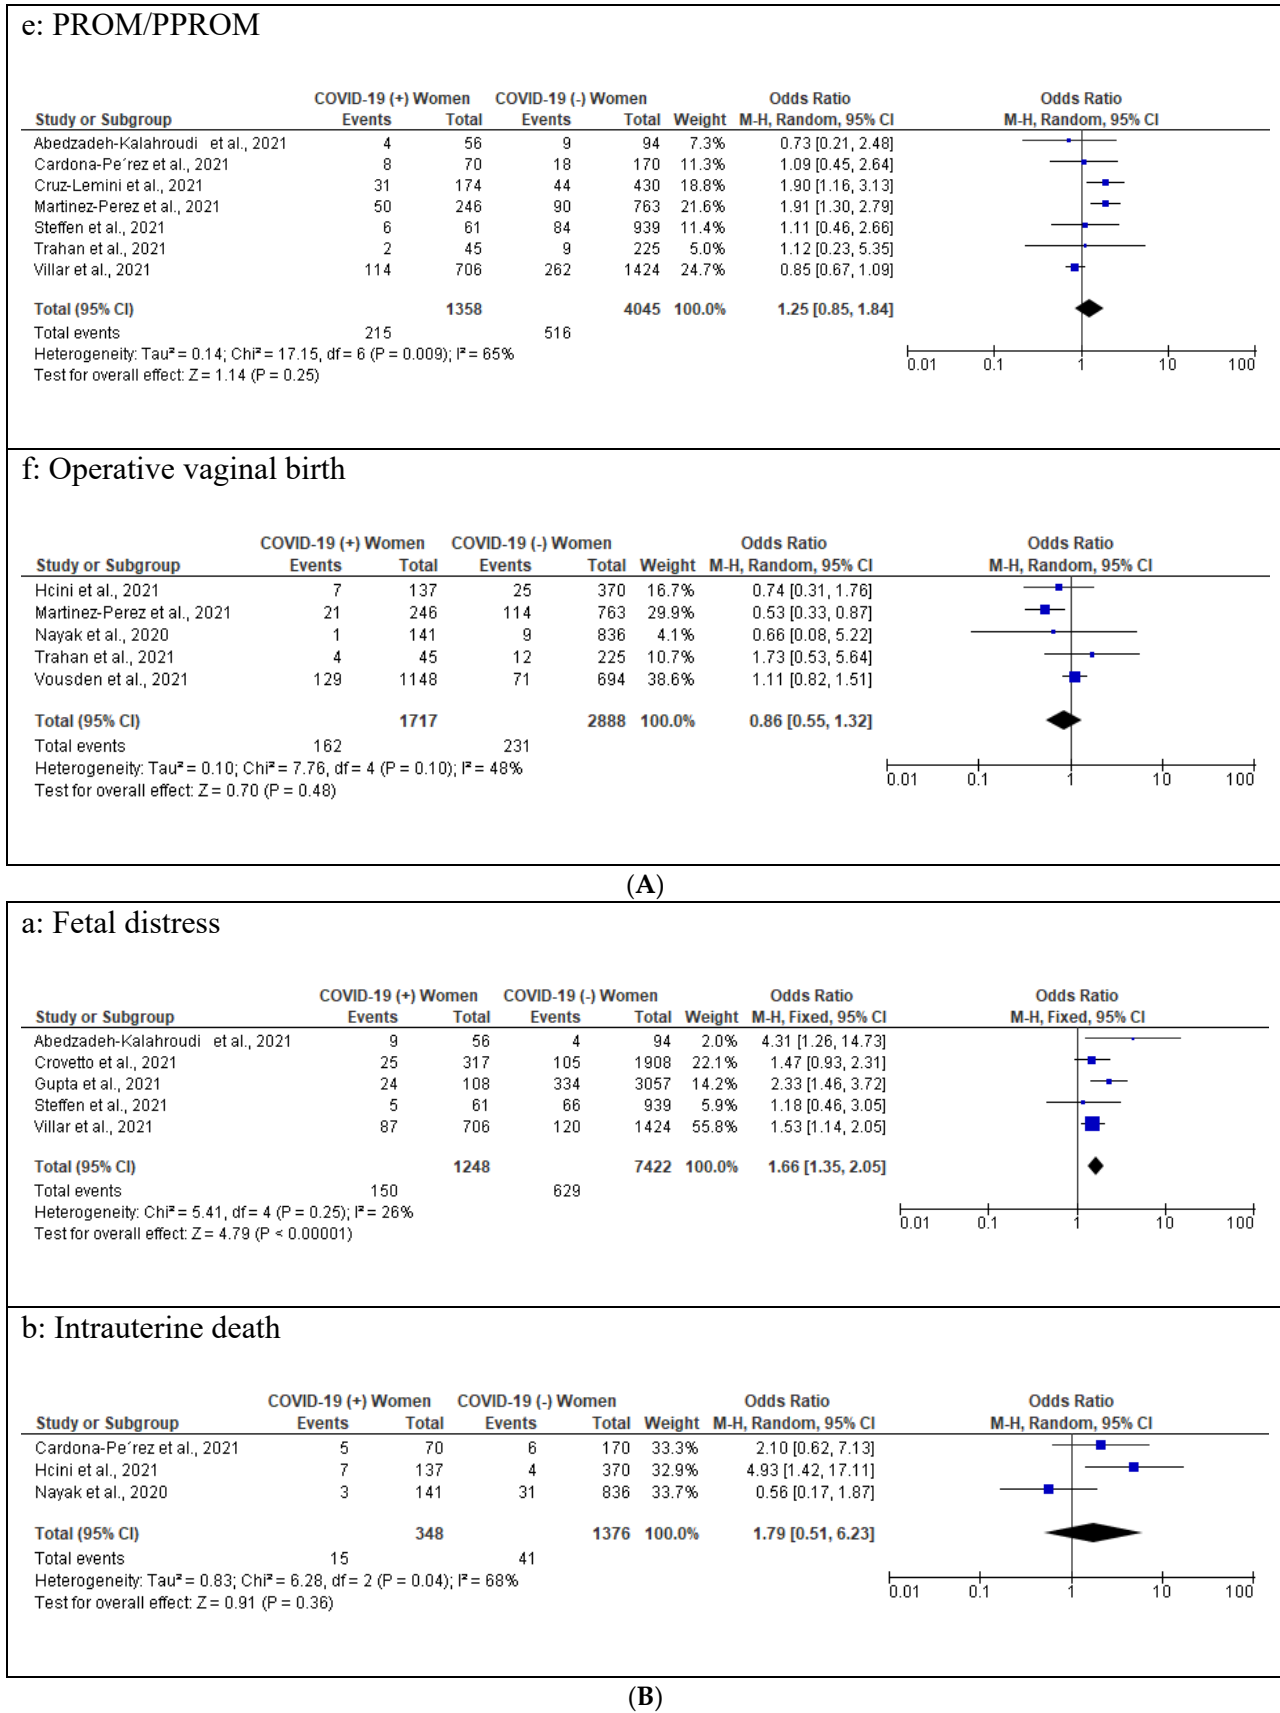 e: PROM/PPROM
COVID-19 (+) Women COVID-19 (-) Women Odds Ratio Odds Ratio
Study or Subgroup Events Total Events Total Weight M-H, Random, 95% CI M-H, Random, 95% CI
Abedzadeh-Kalahroudi et al., 2021 4 56 9 94 7.3% 0.73 [0.21, 2.48]
Cardona-Pe´rez et al., 2021 8 70 18 170 11.3% 1.09 [0.45, 2.64]
Cruz-Lemini et al., 2021 31 174 44 430 18.8% 1.90 [1.16, 3.13]
Martinez-Perez et al., 2021 50 246 90 763 21.6% 1.91 [1.30, 2.79]
Steffen et al., 2021 6 61 84 939 11.4% 1.11 [0.46, 2.66]
Trahan et al., 2021 2 45 9 225 5.0% 1.12 [0.23, 5.35]
Villar et al., 2021 114 706 262 1424 24.7% 0.85 [0.67, 1.09]
Total (95% CI) 1358 4045 100.0% 1.25 [0.85, 1.84]
Total events 215 516
Heterogeneity: Tau² = 0.14; Chi² = 17.15, df = 6 (P = 0.009); I² = 65%
Test for overall effect: Z = 1.14 (P = 0.25)
0.01 0.1 1 10 100
f: Operative vaginal birth
COVID-19 (+) Women COVID-19 (-) Women Odds Ratio Odds Ratio
Study or Subgroup Events Total Events Total Weight M-H, Random, 95% CI M-H, Random, 95% CI
Hcini et al., 2021 7 137 25 370 16.7% 0.74 [0.31, 1.76]
Martinez-Perez et al., 2021 21 246 114 763 29.9% 0.53 [0.33, 0.87]
Nayak et al., 2020 1 141 9 836 4.1% 0.66 [0.08, 5.22]
Trahan et al., 2021 4 45 12 225 10.7% 1.73 [0.53, 5.64]
Vousden et al., 2021 129 1148 71 694 38.6% 1.11 [0.82, 1.51]
Total (95% CI) 1717 2888 100.0% 0.86 [0.55, 1.32]
Total events 162 231
Heterogeneity: Tau² = 0.10; Chi² = 7.76, df = 4 (P = 0.10); I² = 48%
Test for overall effect: Z = 0.70 (P = 0.48)
0.01 0.1 1 10 100
(A)
a: Fetal distress
COVID-19 (+) Women COVID-19 (-) Women Odds Ratio Odds Ratio
Study or Subgroup Events Total Events Total Weight M-H, Fixed, 95% CI M-H, Fixed, 95% CI
Abedzadeh-Kalahroudi et al., 2021 9 56 4 94 2.0% 4.31 [1.26, 14.73]
Crovetto et al., 2021 25 317 105 1908 22.1% 1.47 [0.93, 2.31]
Gupta et al., 2021 24 108 334 3057 14.2% 2.33 [1.46, 3.72]
Steffen et al., 2021 5 61 66 939 5.9% 1.18 [0.46, 3.05]
Villar et al., 2021 87 706 120 1424 55.8% 1.53 [1.14, 2.05]
Total (95% CI) 1248 7422 100.0% 1.66 [1.35, 2.05]
Total events 150 629
Heterogeneity: Chi² = 5.41, df = 4 (P = 0.25); I² = 26%
Test for overall effect: Z = 4.79 (P < 0.00001)
0.01 0.1 1 10 100
b: Intrauterine death
COVID-19 (+) Women COVID-19 (-) Women Odds Ratio Odds Ratio
Study or Subgroup Events Total Events Total Weight M-H, Random, 95% CI M-H, Random, 95% CI
Cardona-Pe´rez et al., 2021 5 70 6 170 33.3% 2.10 [0.62, 7.13]
Hcini et al., 2021 7 137 4 370 32.9% 4.93 [1.42, 17.11]
Nayak et al., 2020 3 141 31 836 33.7% 0.56 [0.17, 1.87]
Total (95% CI) 348 1376 100.0% 1.79 [0.51, 6.23]
Total events 15 41
Heterogeneity: Tau² = 0.83; Chi² = 6.28, df = 2 (P = 0.04); I² = 68%
Test for overall effect: Z = 0.91 (P = 0.36)
0.01 0.1 1 10 100
(B)